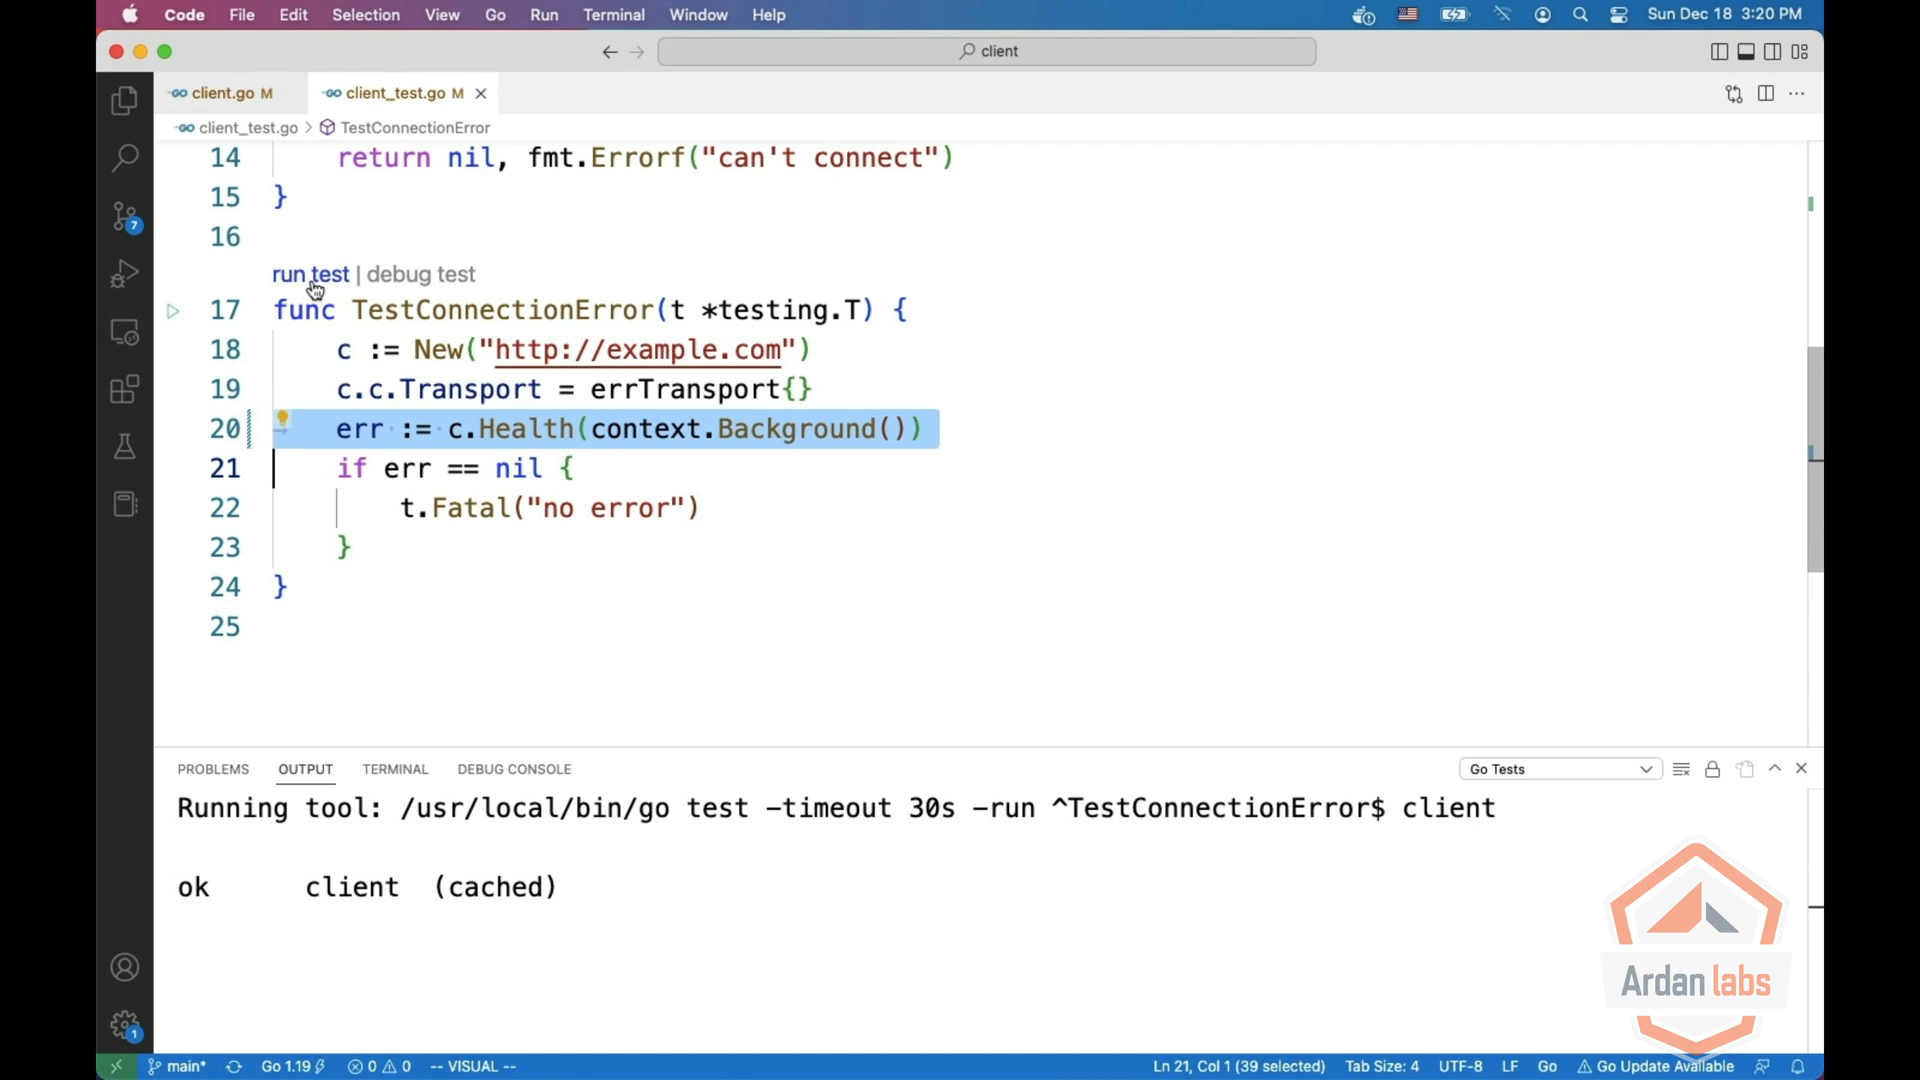 Code File Edit Selection View Go Run Terminal Window Help Sun Dec 18 3:20 PM
client
client.go M client_test.go M
client_test.go > TestConnectionError
14 return nil, fmt.Errorf("can't connect")
15 }
16
run test | debug test
17 func TestConnectionError(t *testing.T) {
18 c := New("http://example.com")
19 c.c.Transport = errTransport{}
20 err := c.Health(context.Background())
21 if err == nil {
22 t.Fatal("no error")
23 }
24 }
25
7
PROBLEMS OUTPUT TERMINAL DEBUG CONSOLE Go Tests
Running tool: /usr/local/bin/go test -timeout 30s -run ^TestConnectionError$ client
ok client (cached)
Ardan labs
1
main* Go 1.19 0 0 -- VISUAL -- Ln 21, Col 1 (39 selected) Tab Size: 4 UTF-8 LF Go Go Update Available